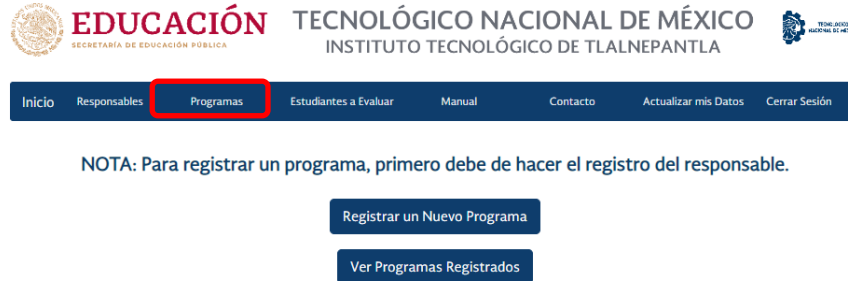 EDUCACIÓN
SECRETARÍA DE EDUCACIÓN PÚBLICA
TECNOLÓGICO NACIONAL DE MÉXICO
INSTITUTO TECNOLÓGICO DE TLALNEPANTLA
Inicio Responsables Programas Estudiantes a Evaluar Manual Contacto Actualizar mis Datos Cerrar Sesión
NOTA: Para registrar un programa, primero debe de hacer el registro del responsable.
Registrar un Nuevo Programa
Ver Programas Registrados